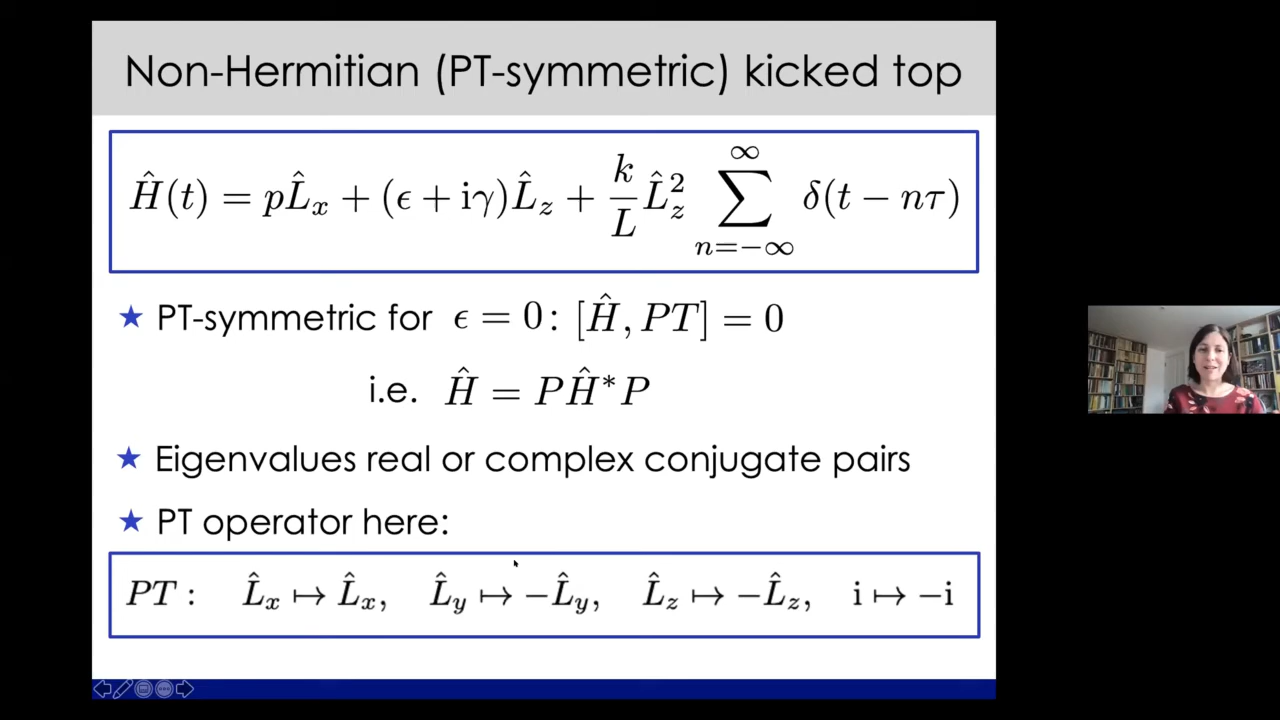 Non-Hermitian (PT-symmetric) kicked top
Ĥ(t) = pL̂ₓ + (ϵ + iγ)L̂_z + k/L L̂_z² ∑_{n=−∞}^{∞} δ(t − nτ)
★ PT-symmetric for ϵ = 0: [Ĥ, PT] = 0
i.e. Ĥ = PĤ*P
★ Eigenvalues real or complex conjugate pairs
★ PT operator here:
PT : L̂ₓ ↦ L̂ₓ, L̂_y ↦ −L̂_y, L̂_z ↦ −L̂_z, i ↦ −i